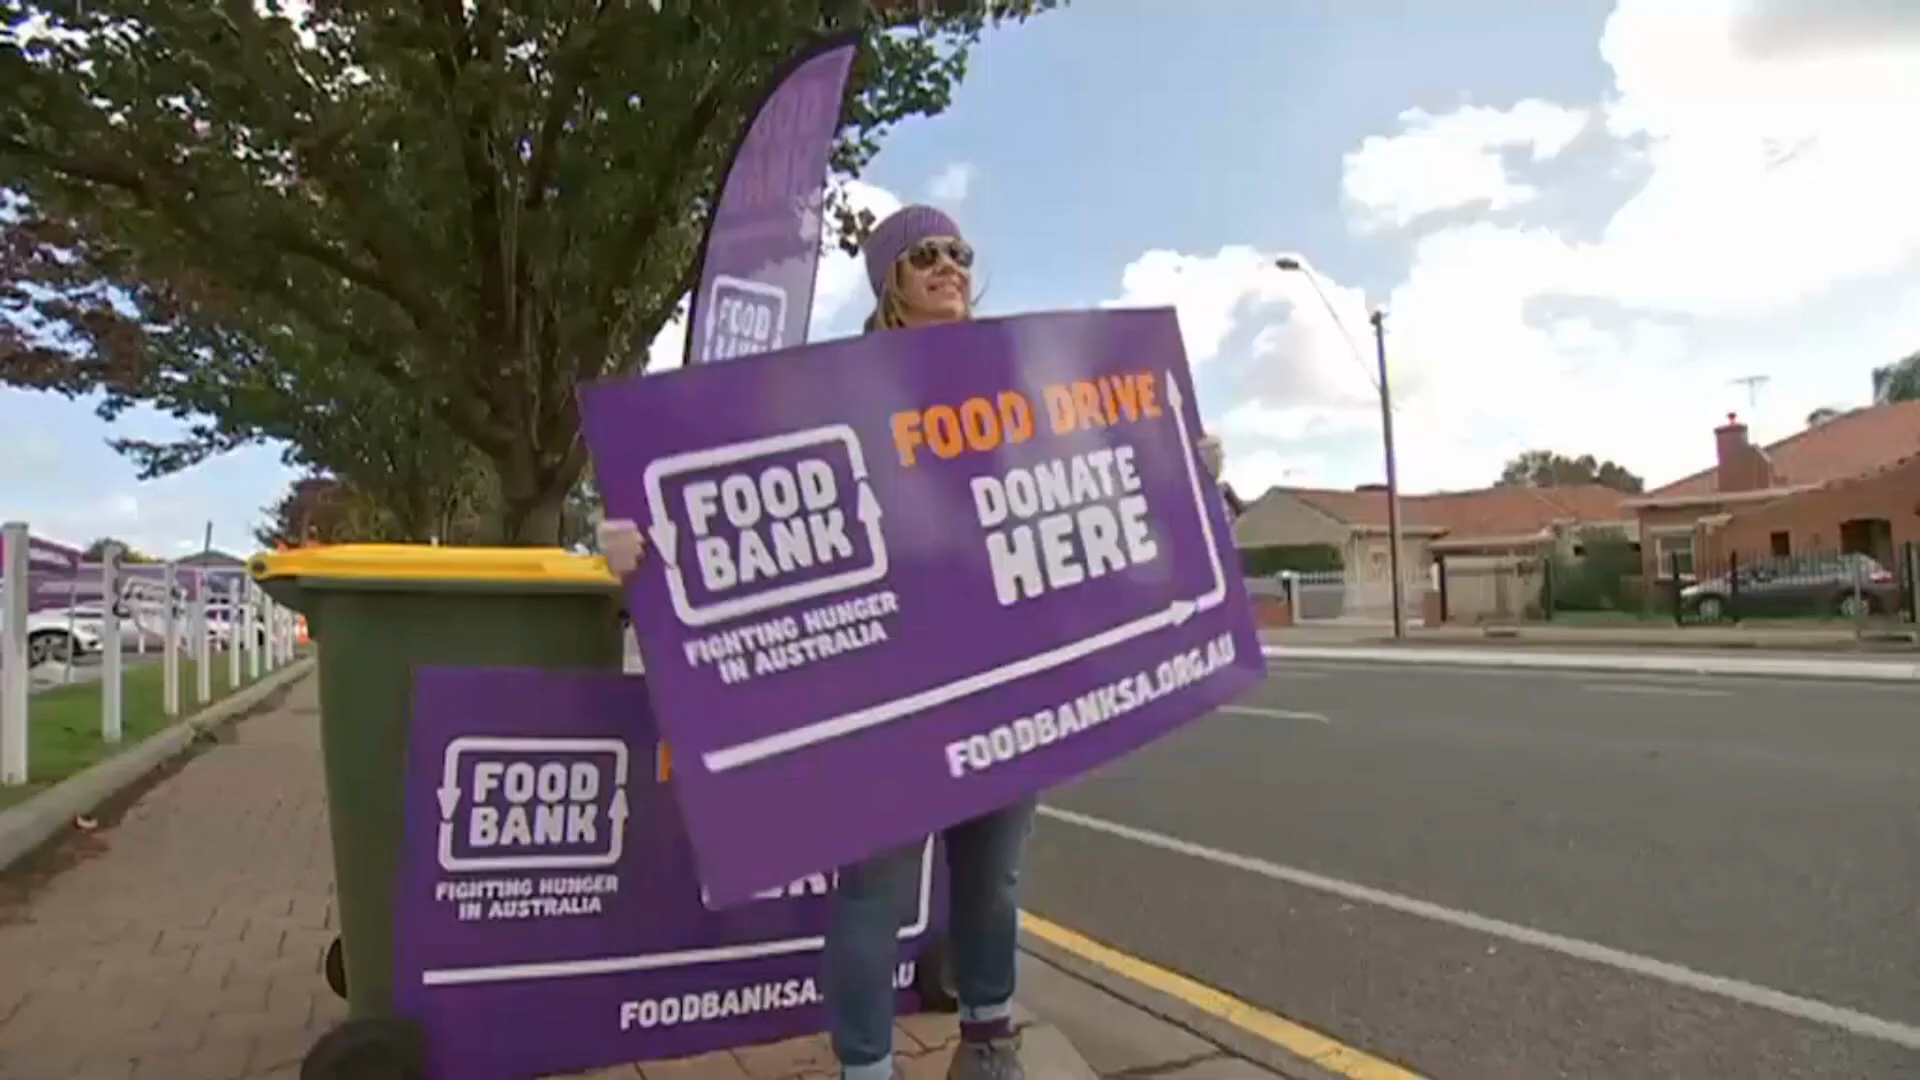 FOOD
BANK
FOOD
BANK
FIGHTING HUNGER
IN AUSTRALIA
FOOD DRIVE
DONATE
HERE
FOODBANKSA.ORG.AU
FOOD
BANK
FIGHTING HUNGER
IN AUSTRALIA
FOODBANKSA. AU